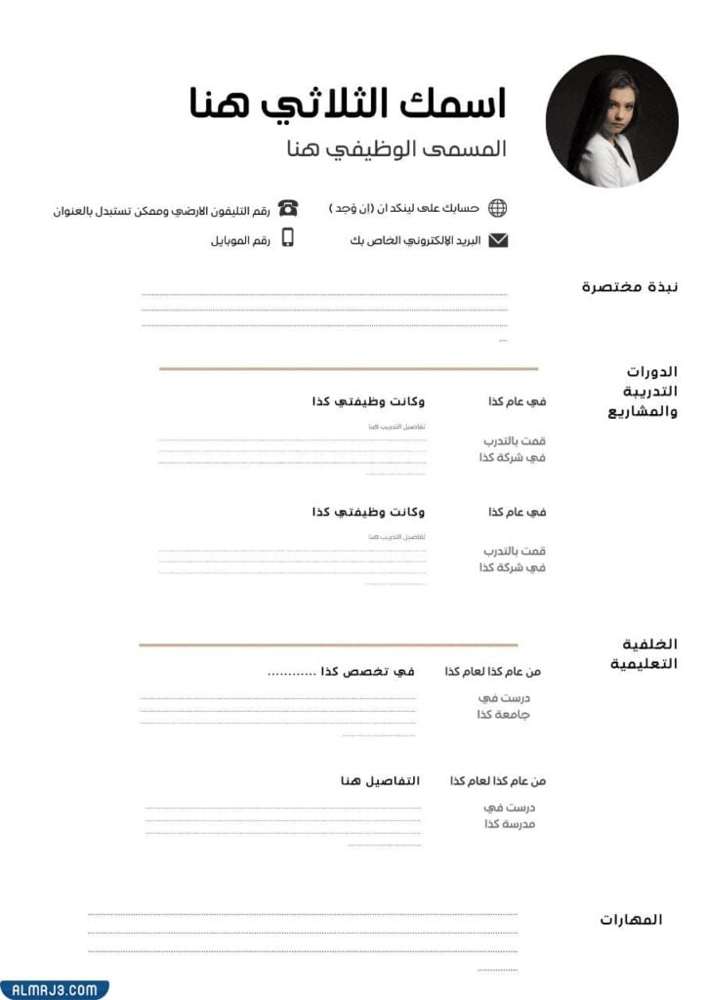 اسمك الثلاثي هنا
المسمى الوظيفي هنا
حسابك على لينكد ان (إن وُجد )
رقم التليفون الارضي وممكن تستبدل بالعنوان
البريد الإلكتروني الخاص بك
رقم الموبايل
نبذة مختصرة
الدورات
التدريبة
والمشاريع
في عام كذا
وكانت وظيفتي كذا
تفاصيل التدريب هنا
قمت بالتدرب
في شركة كذا
في عام كذا
وكانت وظيفتي كذا
تفاصيل التدريب هنا
قمت بالتدرب
في شركة كذا
الخلفية
التعليمية
من عام كذا لعام كذا
في تخصص كذا ............
درست في
جامعة كذا
من عام كذا لعام كذا
التفاصيل هنا
درست في
مدرسة كذا
المهارات
ALMRJ3.COM